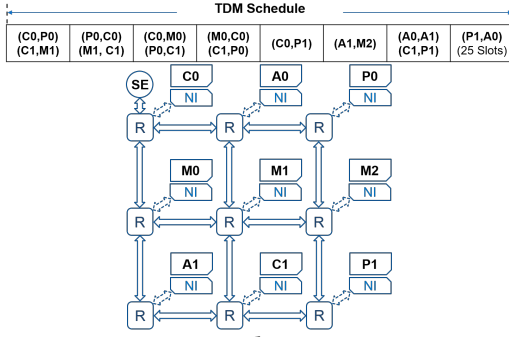 TDM Schedule
(C0,P0) (P0,C0) (C0,M0) (M0,C0) (C0,P1) (A1,M2) (A0,A1) (P1,A0)
(C1,M1) (M1, C1) (P0,C1) (C1,P0) (C1,P1) (25 Slots)
SE C0 A0 P0
NI NI NI
R R R
M0 M1 M2
NI NI NI
R R R
A1 C1 P1
NI NI NI
R R R